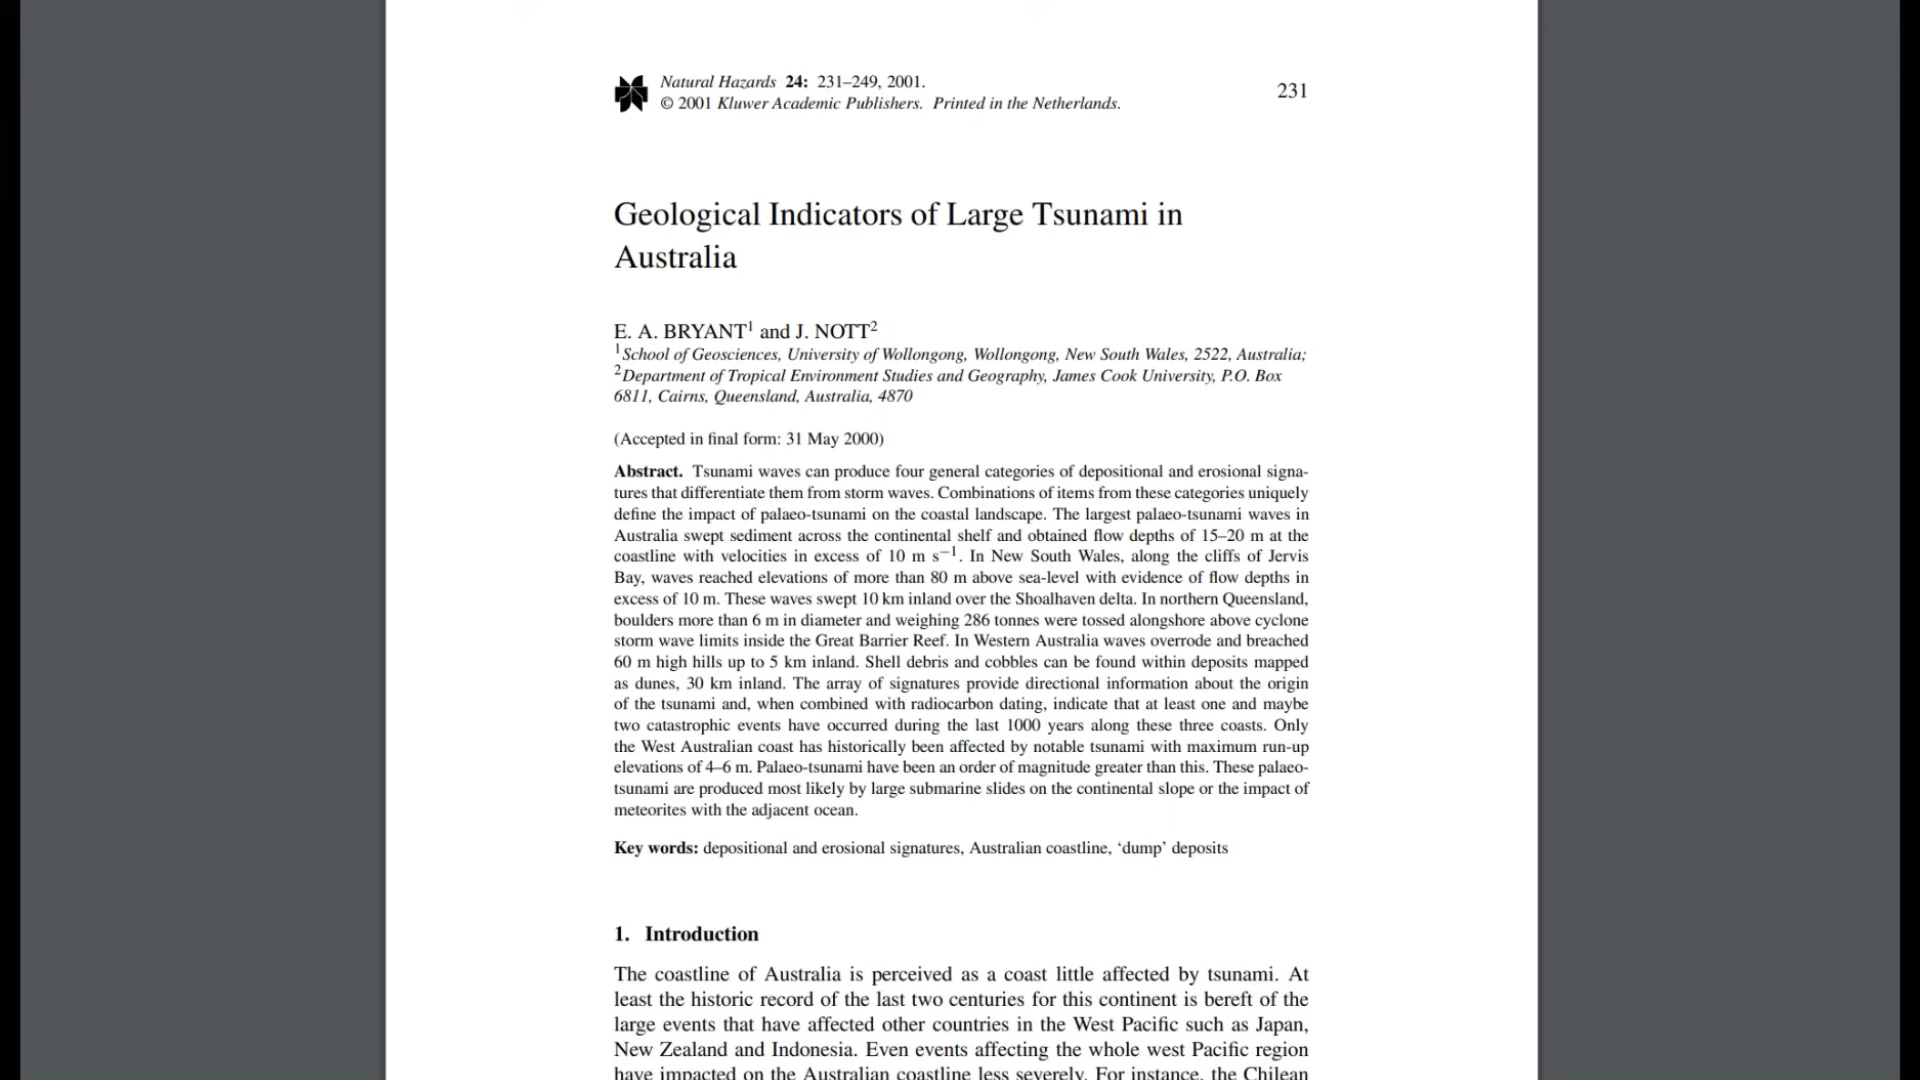 Natural Hazards 24: 231–249, 2001.
© 2001 Kluwer Academic Publishers. Printed in the Netherlands.
231
Geological Indicators of Large Tsunami in
Australia
E. A. BRYANT1 and J. NOTT2
1School of Geosciences, University of Wollongong, Wollongong, New South Wales, 2522, Australia;
2Department of Tropical Environment Studies and Geography, James Cook University, P.O. Box
6811, Cairns, Queensland, Australia, 4870
(Accepted in final form: 31 May 2000)
Abstract. Tsunami waves can produce four general categories of depositional and erosional signa-
tures that differentiate them from storm waves. Combinations of items from these categories uniquely
define the impact of palaeo-tsunami on the coastal landscape. The largest palaeo-tsunami waves in
Australia swept sediment across the continental shelf and obtained flow depths of 15–20 m at the
coastline with velocities in excess of 10 m s−1. In New South Wales, along the cliffs of Jervis
Bay, waves reached elevations of more than 80 m above sea-level with evidence of flow depths in
excess of 10 m. These waves swept 10 km inland over the Shoalhaven delta. In northern Queensland,
boulders more than 6 m in diameter and weighing 286 tonnes were tossed alongshore above cyclone
storm wave limits inside the Great Barrier Reef. In Western Australia waves overrode and breached
60 m high hills up to 5 km inland. Shell debris and cobbles can be found within deposits mapped
as dunes, 30 km inland. The array of signatures provide directional information about the origin
of the tsunami and, when combined with radiocarbon dating, indicate that at least one and maybe
two catastrophic events have occurred during the last 1000 years along these three coasts. Only
the West Australian coast has historically been affected by notable tsunami with maximum run-up
elevations of 4–6 m. Palaeo-tsunami have been an order of magnitude greater than this. These palaeo-
tsunami are produced most likely by large submarine slides on the continental slope or the impact of
meteorites with the adjacent ocean.
Key words: depositional and erosional signatures, Australian coastline, ‘dump’ deposits
1. Introduction
The coastline of Australia is perceived as a coast little affected by tsunami. At
least the historic record of the last two centuries for this continent is bereft of the
large events that have affected other countries in the West Pacific such as Japan,
New Zealand and Indonesia. Even events affecting the whole west Pacific region
have impacted on the Australian coastline less severely. For instance, the Chilean